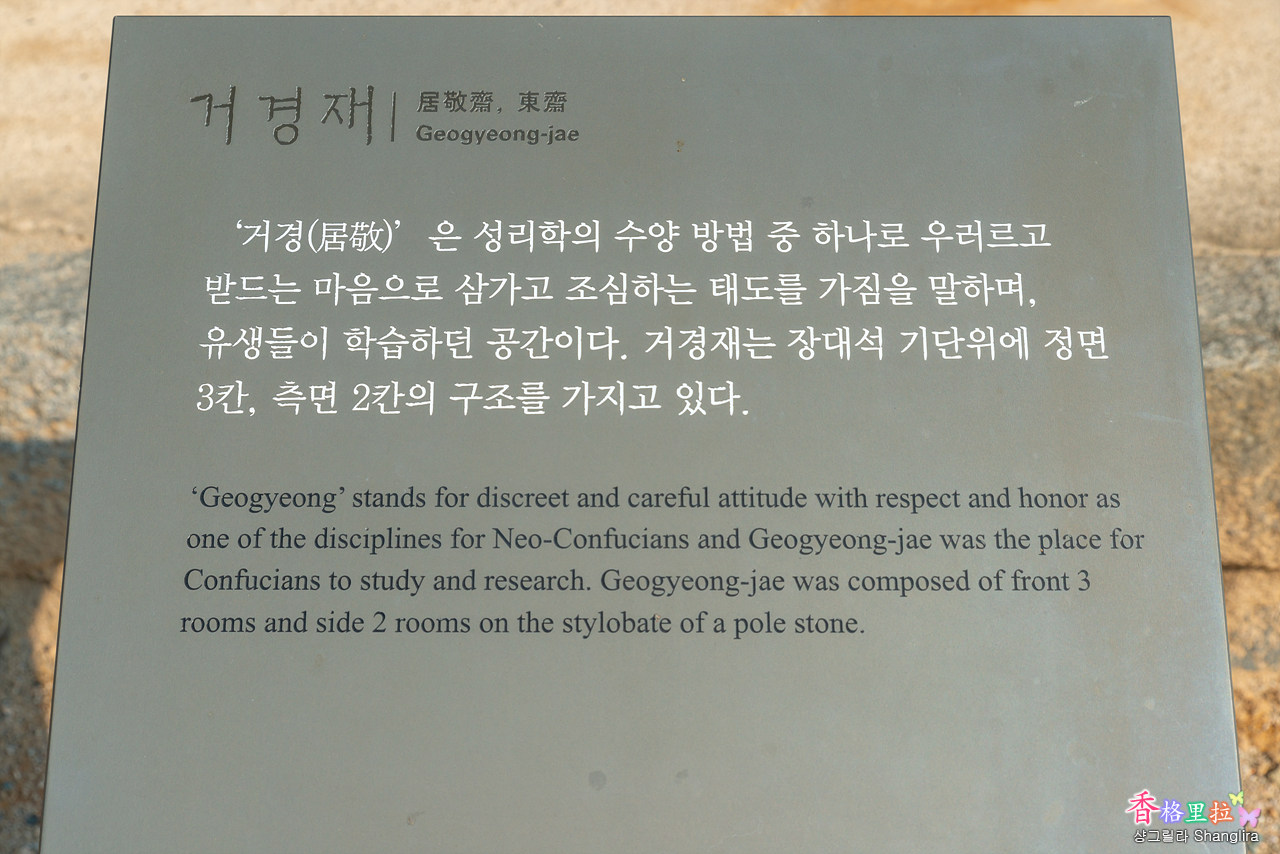 거경재 | 居敬齋, 東齋
Geogyeong-jae
‘거경(居敬)’ 은 성리학의 수양 방법 중 하나로 우러르고
받드는 마음으로 삼가고 조심하는 태도를 가짐을 말하며,
유생들이 학습하던 공간이다. 거경재는 장대석 기단위에 정면
3칸, 측면 2칸의 구조를 가지고 있다.
‘Geogyeong’ stands for discreet and careful attitude with respect and honor as
one of the disciplines for Neo-Confucians and Geogyeong-jae was the place for
Confucians to study and research. Geogyeong-jae was composed of front 3
rooms and side 2 rooms on the stylobate of a pole stone.
香格里拉
샹그릴라 Shanglira